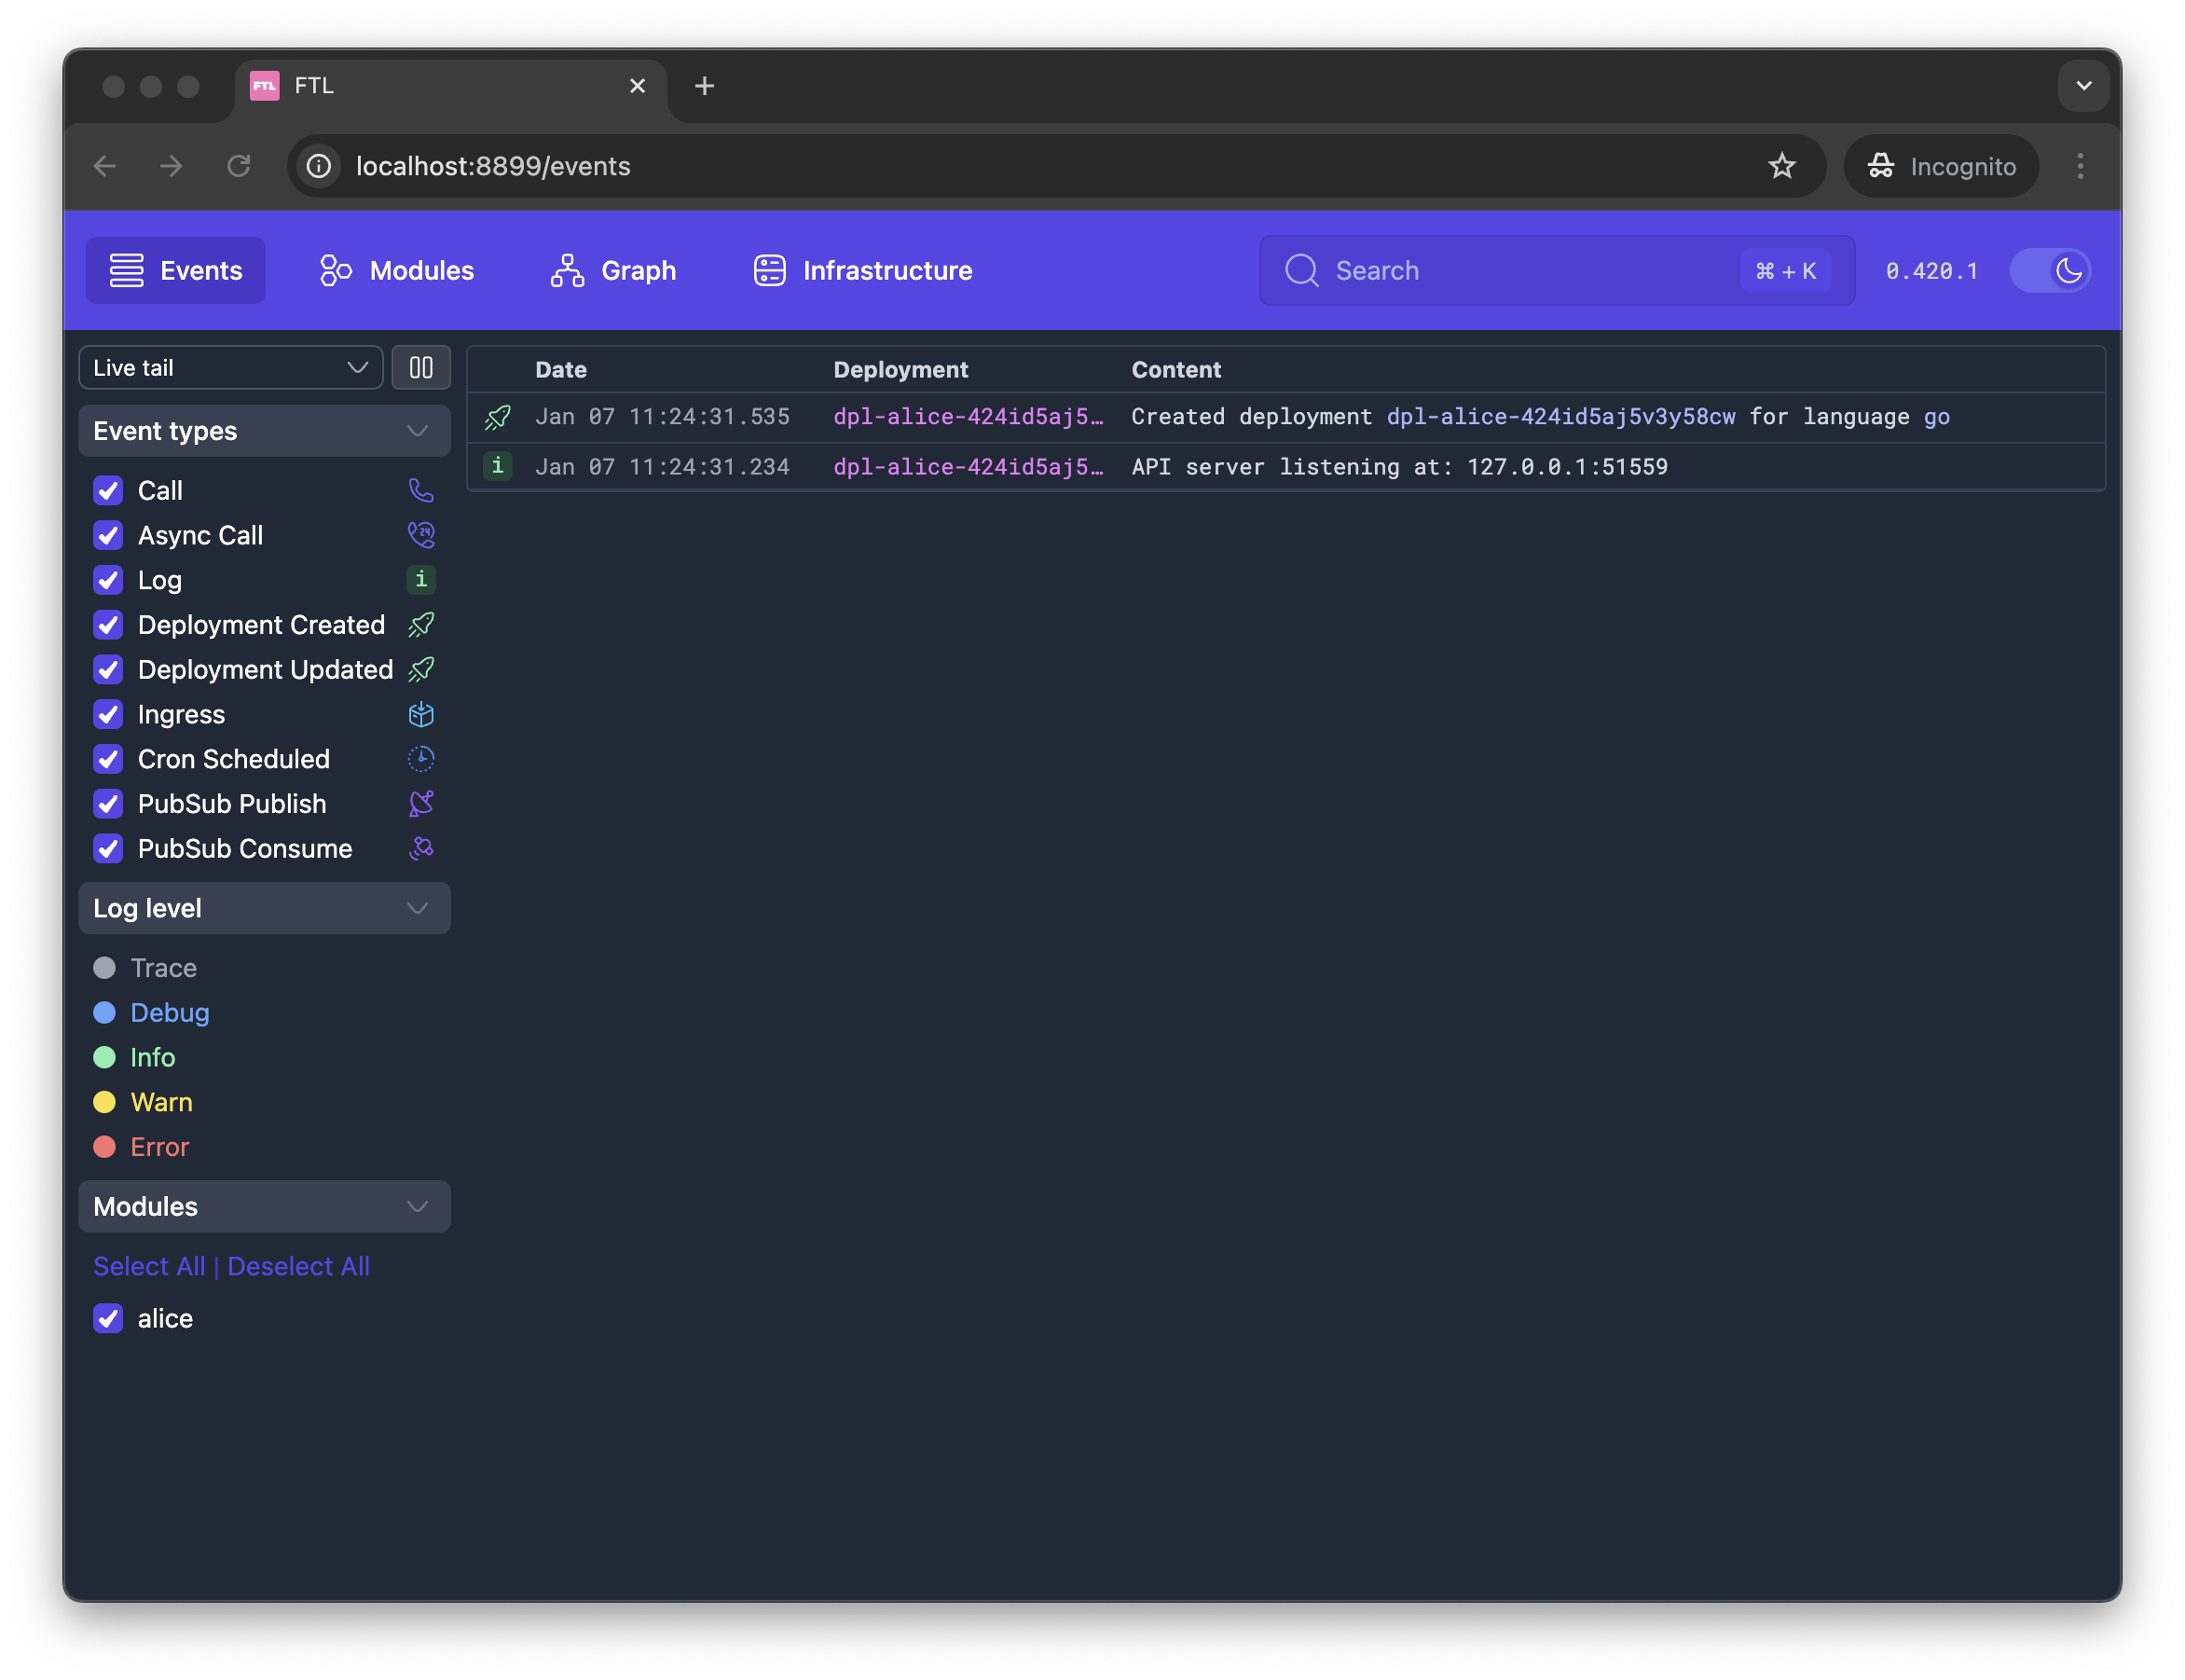 FTL FTL
localhost:8899/events Incognito
Events Modules Graph Infrastructure Search ⌘ + K 0.420.1
Live tail
Event types
Call
Async Call 24
Log i
Deployment Created
Deployment Updated
Ingress
Cron Scheduled
PubSub Publish
PubSub Consume
Log level
Trace
Debug
Info
Warn
Error
Modules
Select All | Deselect All
alice
Date Deployment Content
Jan 07 11:24:31.535 dpl-alice-424id5aj5… Created deployment dpl-alice-424id5aj5v3y58cw for language go
i Jan 07 11:24:31.234 dpl-alice-424id5aj5… API server listening at: 127.0.0.1:51559